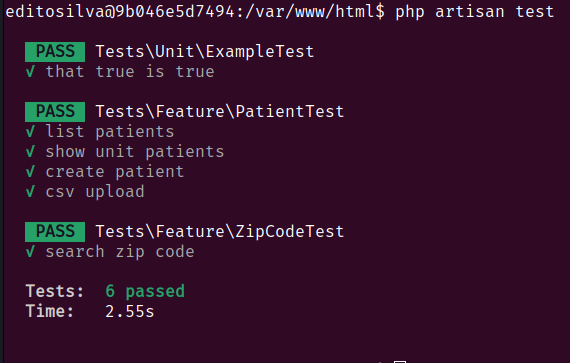 editosilva@9b046e5d7494:/var/www/html$ php artisan test
PASS Tests\Unit\ExampleTest
✓ that true is true
PASS Tests\Feature\PatientTest
✓ list patients
✓ show unit patients
✓ create patient
✓ csv upload
PASS Tests\Feature\ZipCodeTest
✓ search zip code
Tests: 6 passed
Time: 2.55s